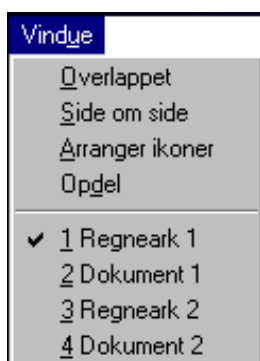 Vindue
Overlappet
Side om side
Arranger ikoner
Opdel
1 Regneark 1
2 Dokument 1
3 Regneark 2
4 Dokument 2